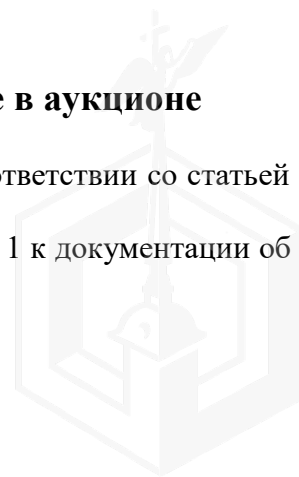 в аукционе
ответствии со статьей
1 к документации об